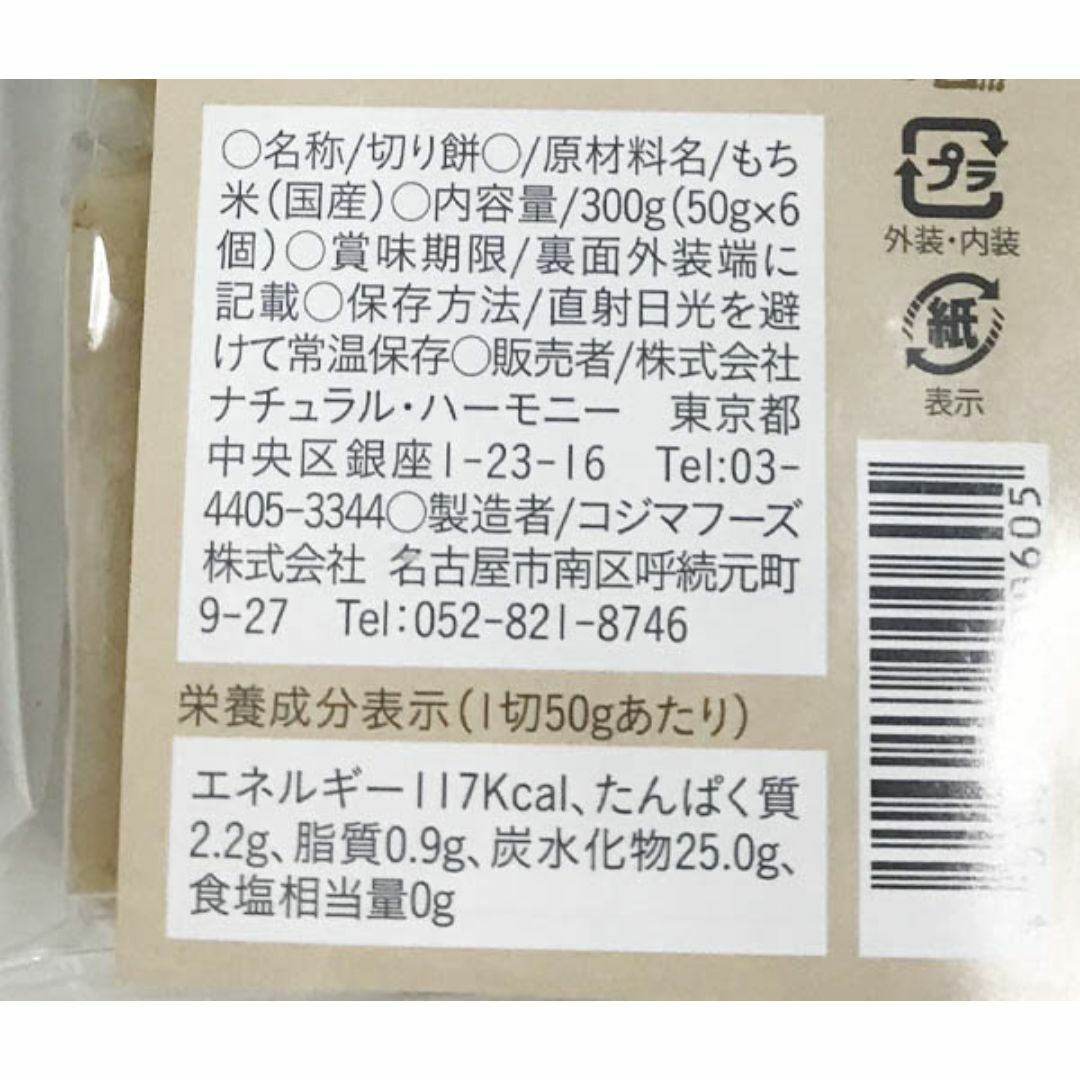 ○名称/切り餅○/原材料名/もち
米(国産)○内容量/300g(50g×6
個)○賞味期限/裏面外装端に
記載○保存方法/直射日光を避
けて常温保存○販売者/株式会社
ナチュラル・ハーモニー 東京都
中央区銀座1-23-16 Tel:03-
4405-3344○製造者/コジマフーズ
株式会社 名古屋市南区呼続元町
9-27 Tel:052-821-8746
栄養成分表示(1切50gあたり)
エネルギー117Kcal、たんぱく質
2.2g、脂質0.9g、炭水化物25.0g、
食塩相当量0g
プラ
外装・内装
紙
表示